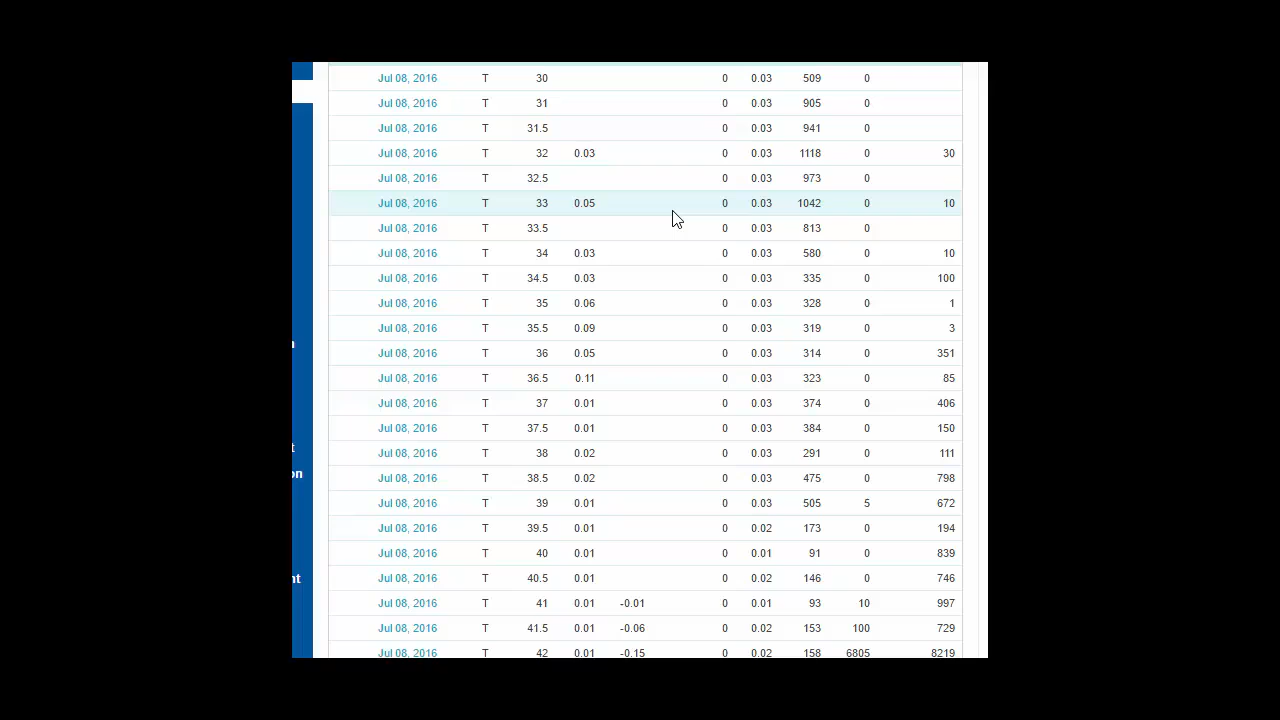 Jul 08, 2016 T 30 0 0.03 509 0
Jul 08, 2016 T 31 0 0.03 905 0
Jul 08, 2016 T 31.5 0 0.03 941 0
Jul 08, 2016 T 32 0.03 0 0.03 1118 0 30
Jul 08, 2016 T 32.5 0 0.03 973 0
Jul 08, 2016 T 33 0.05 0 0.03 1042 0 10
Jul 08, 2016 T 33.5 0 0.03 813 0
Jul 08, 2016 T 34 0.03 0 0.03 580 0 10
Jul 08, 2016 T 34.5 0.03 0 0.03 335 0 100
Jul 08, 2016 T 35 0.06 0 0.03 328 0 1
Jul 08, 2016 T 35.5 0.09 0 0.03 319 0 3
Jul 08, 2016 T 36 0.05 0 0.03 314 0 351
Jul 08, 2016 T 36.5 0.11 0 0.03 323 0 85
Jul 08, 2016 T 37 0.01 0 0.03 374 0 406
Jul 08, 2016 T 37.5 0.01 0 0.03 384 0 150
Jul 08, 2016 T 38 0.02 0 0.03 291 0 111
Jul 08, 2016 T 38.5 0.02 0 0.03 475 0 798
Jul 08, 2016 T 39 0.01 0 0.03 505 5 672
Jul 08, 2016 T 39.5 0.01 0 0.02 173 0 194
Jul 08, 2016 T 40 0.01 0 0.01 91 0 839
Jul 08, 2016 T 40.5 0.01 0 0.02 146 0 746
Jul 08, 2016 T 41 0.01 -0.01 0 0.01 93 10 997
Jul 08, 2016 T 41.5 0.01 -0.06 0 0.02 153 100 729
Jul 08, 2016 T 42 0.01 -0.15 0 0.02 158 6805 8219